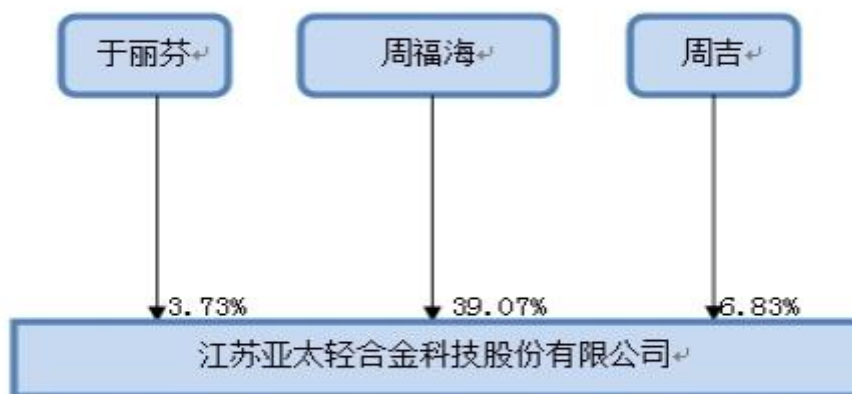 于丽芬
周福海
周吉
3.73%
39.07%
6.83%
江苏亚太轻合金科技股份有限公司